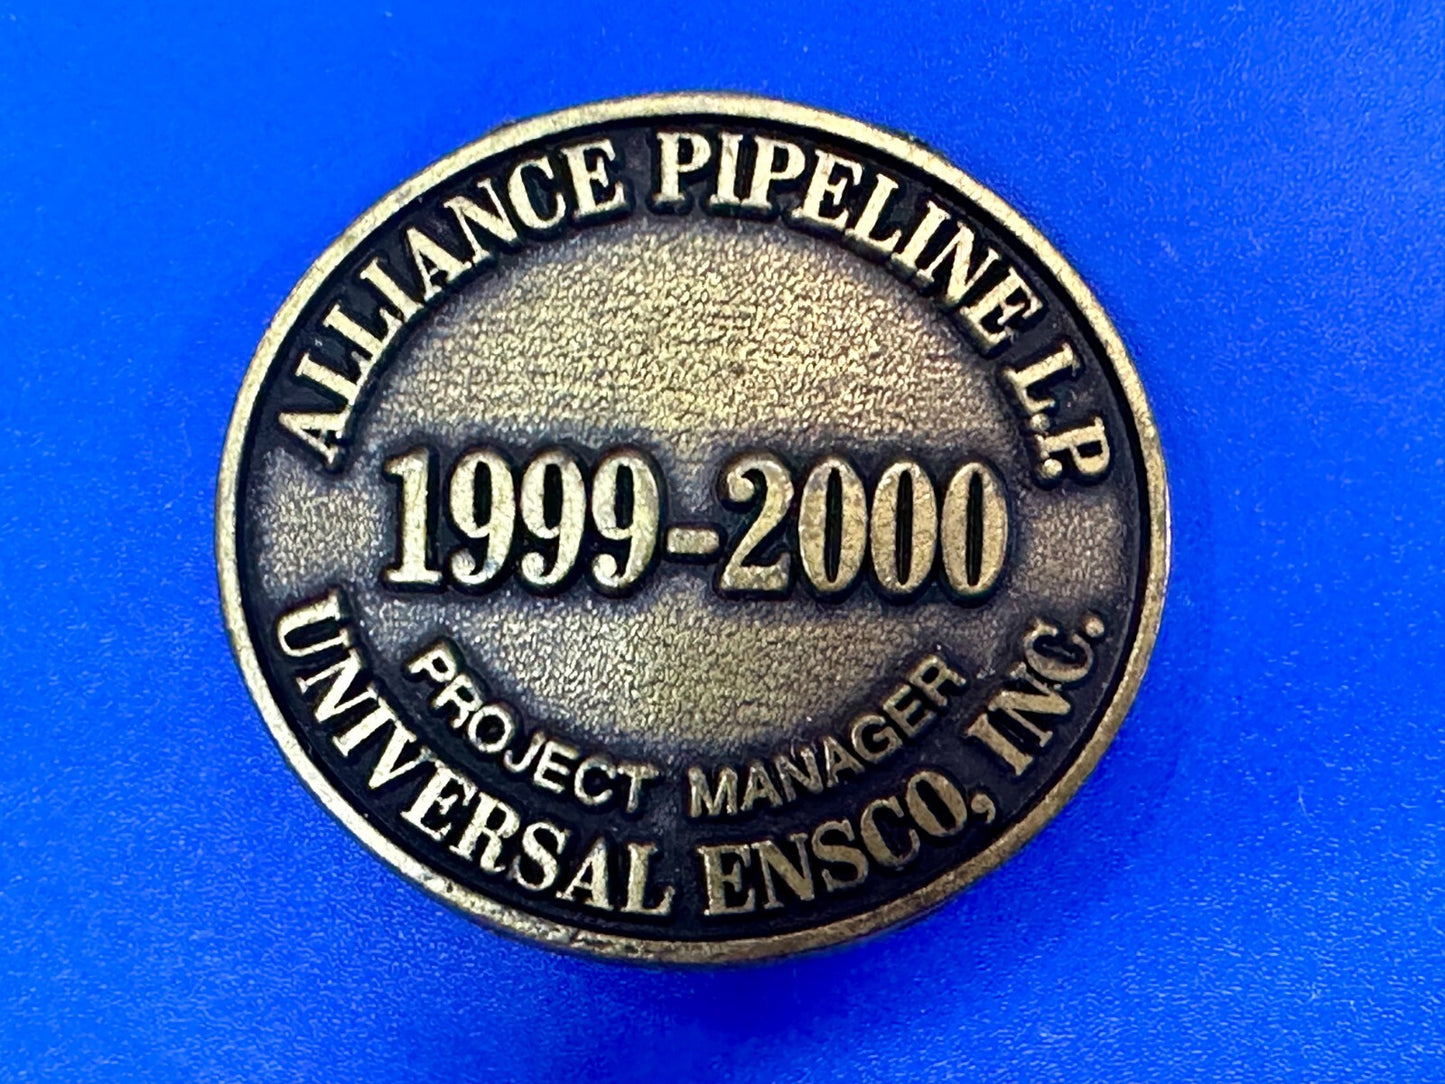 ALLIANCE PIPELINE L.P.
1999-2000
PROJECT MANAGER
UNIVERSAL ENSCO, INC.